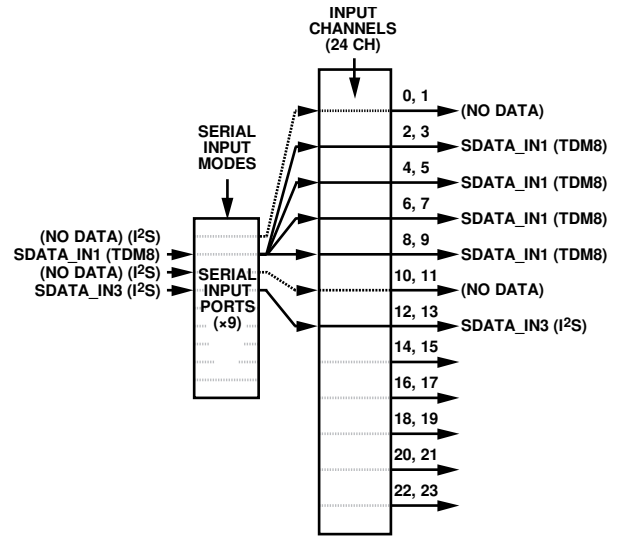 INPUT
CHANNELS
(24 CH)
SERIAL
INPUT
MODES
(NO DATA) (I²S)
SDATA_IN1 (TDM8)
(NO DATA) (I²S)
SDATA_IN3 (I²S)
SERIAL
INPUT
PORTS
(×9)
0, 1
(NO DATA)
2, 3
SDATA_IN1 (TDM8)
4, 5
SDATA_IN1 (TDM8)
6, 7
SDATA_IN1 (TDM8)
8, 9
SDATA_IN1 (TDM8)
10, 11
(NO DATA)
12, 13
SDATA_IN3 (I²S)
14, 15
16, 17
18, 19
20, 21
22, 23